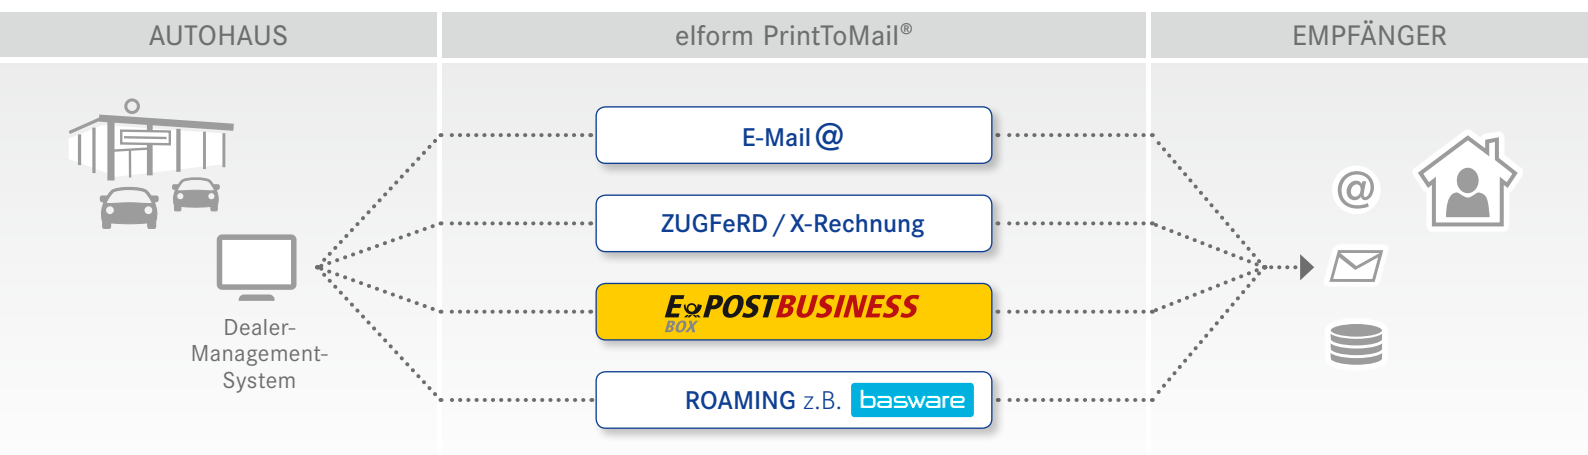 AUTOHAUS
elform PrintToMail®
EMPFÄNGER
E-Mail @
ZUGFeRD / X-Rechnung
E POSTBUSINESS
BOX
ROAMING z.B. basware
Dealer-
Management-
System
@